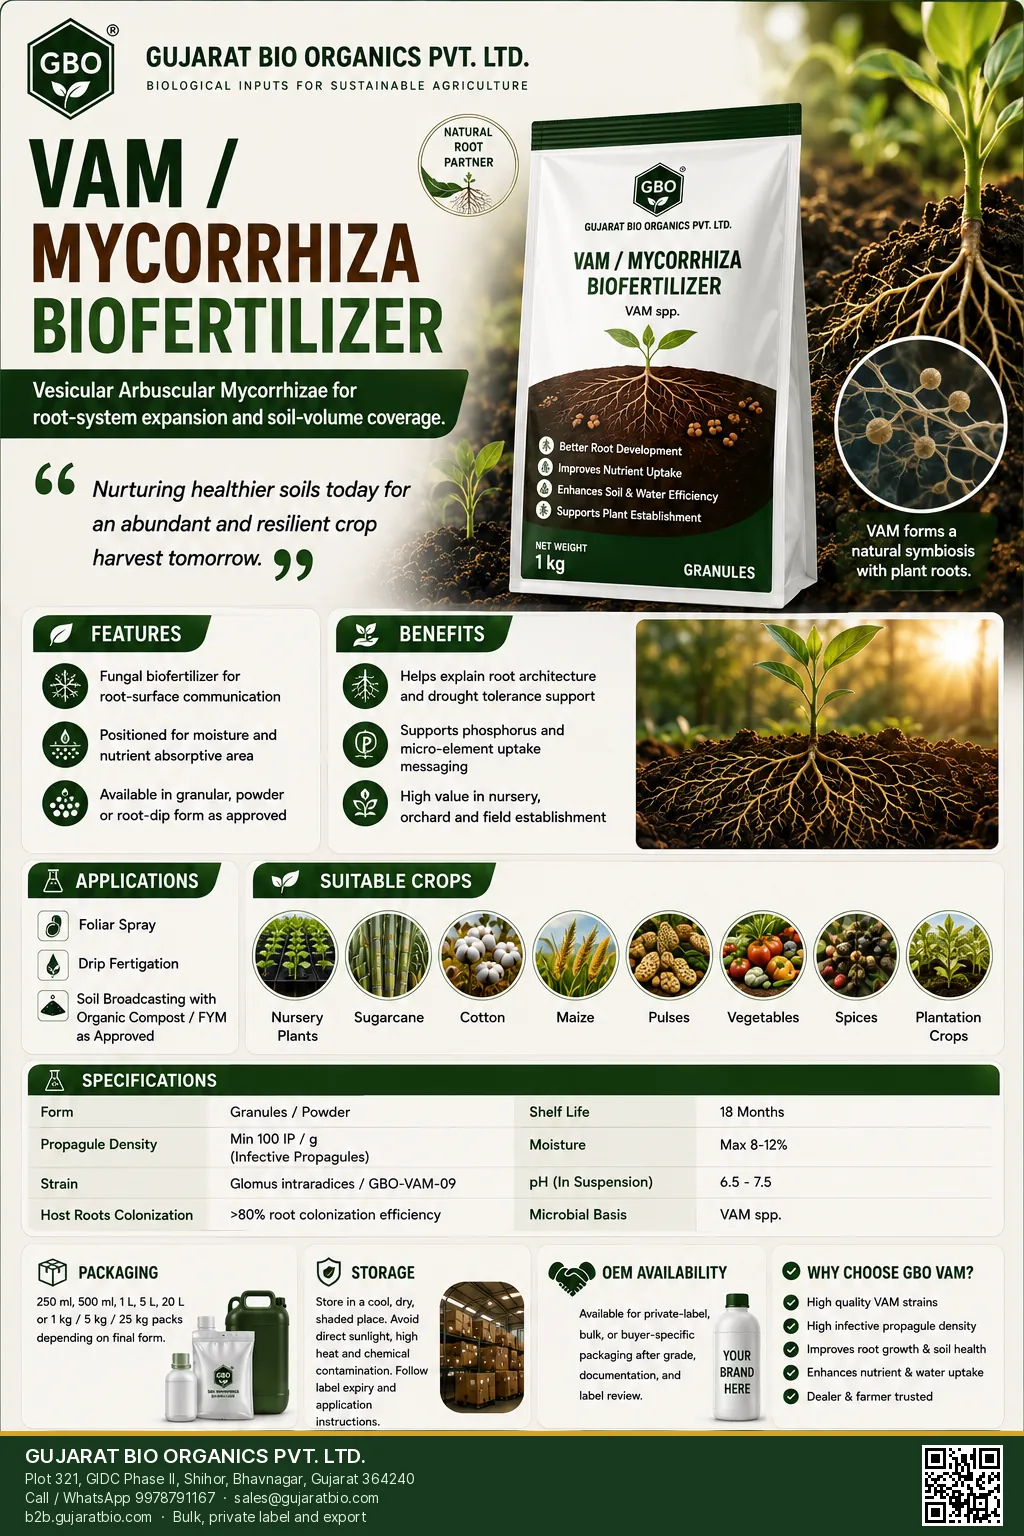 GBO
®
GUJARAT BIO ORGANICS PVT. LTD.
BIOLOGICAL INPUTS FOR SUSTAINABLE AGRICULTURE
VAM /
MYCORRHIZA
BIOFERTILIZER
Vesicular Arbuscular Mycorrhizae for
root-system expansion and soil-volume coverage.
“ Nurturing healthier soils today for
an abundant and resilient crop
harvest tomorrow. ”
NATURAL
ROOT
PARTNER
GBO
®
GUJARAT BIO ORGANICS PVT. LTD.
VAM / MYCORRHIZA
BIOFERTILIZER
VAM spp.
Better Root Development
Improves Nutrient Uptake
Enhances Soil & Water Efficiency
Supports Plant Establishment
NET WEIGHT
1 kg
GRANULES
VAM forms a
natural symbiosis
with plant roots.
FEATURES
Fungal biofertilizer for
root-surface communication
Positioned for moisture and
nutrient absorptive area
Available in granular, powder
or root-dip form as approved
BENEFITS
Helps explain root architecture
and drought tolerance support
P
Supports phosphorus and
micro-element uptake
messaging
High value in nursery,
orchard and field establishment
APPLICATIONS
Foliar Spray
Drip Fertigation
Soil Broadcasting with
Organic Compost / FYM
as Approved
SUITABLE CROPS
Nursery
Plants
Sugarcane
Cotton
Maize
Pulses
Vegetables
Spices
Plantation
Crops
SPECIFICATIONS
Form
Granules / Powder
Shelf Life
18 Months
Propagule Density
Min 100 IP / g
(Infective Propagules)
Moisture
Max 8-12%
Strain
Glomus intraradices / GBO-VAM-09
pH (In Suspension)
6.5 - 7.5
Host Roots Colonization
>80% root colonization efficiency
Microbial Basis
VAM spp.
PACKAGING
250 ml, 500 ml, 1 L, 5 L, 20 L
or 1 kg / 5 kg / 25 kg packs
depending on final form.
GBO
STORAGE
Store in a cool, dry,
shaded place. Avoid
direct sunlight, high
heat and chemical
contamination. Follow
label expiry and
application
instructions.
OEM AVAILABILITY
Available for private-label,
bulk, or buyer-specific
packaging after grade,
documentation, and
label review.
YOUR
BRAND
HERE
WHY CHOOSE GBO VAM?
High quality VAM strains
High infective propagule density
Improves root growth & soil health
Enhances nutrient & water uptake
Dealer & farmer trusted
GUJARAT BIO ORGANICS PVT. LTD.
Plot 321, GIDC Phase II, Shihor, Bhavnagar, Gujarat 364240
Call / WhatsApp 9978791167 · sales@gujaratbio.com
b2b.gujaratbio.com · Bulk, private label and export